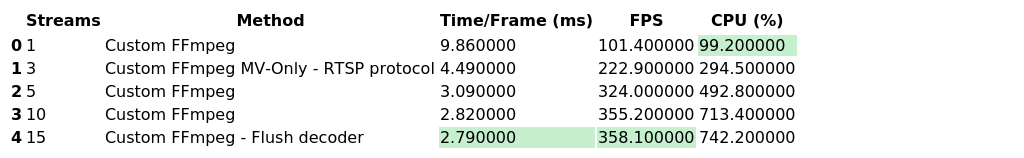 Streams Method Time/Frame (ms) FPS CPU (%)
0 1 Custom FFmpeg 9.860000 101.400000 99.200000
1 3 Custom FFmpeg MV-Only - RTSP protocol 4.490000 222.900000 294.500000
2 5 Custom FFmpeg 3.090000 324.000000 492.800000
3 10 Custom FFmpeg 2.820000 355.200000 713.400000
4 15 Custom FFmpeg - Flush decoder 2.790000 358.100000 742.200000